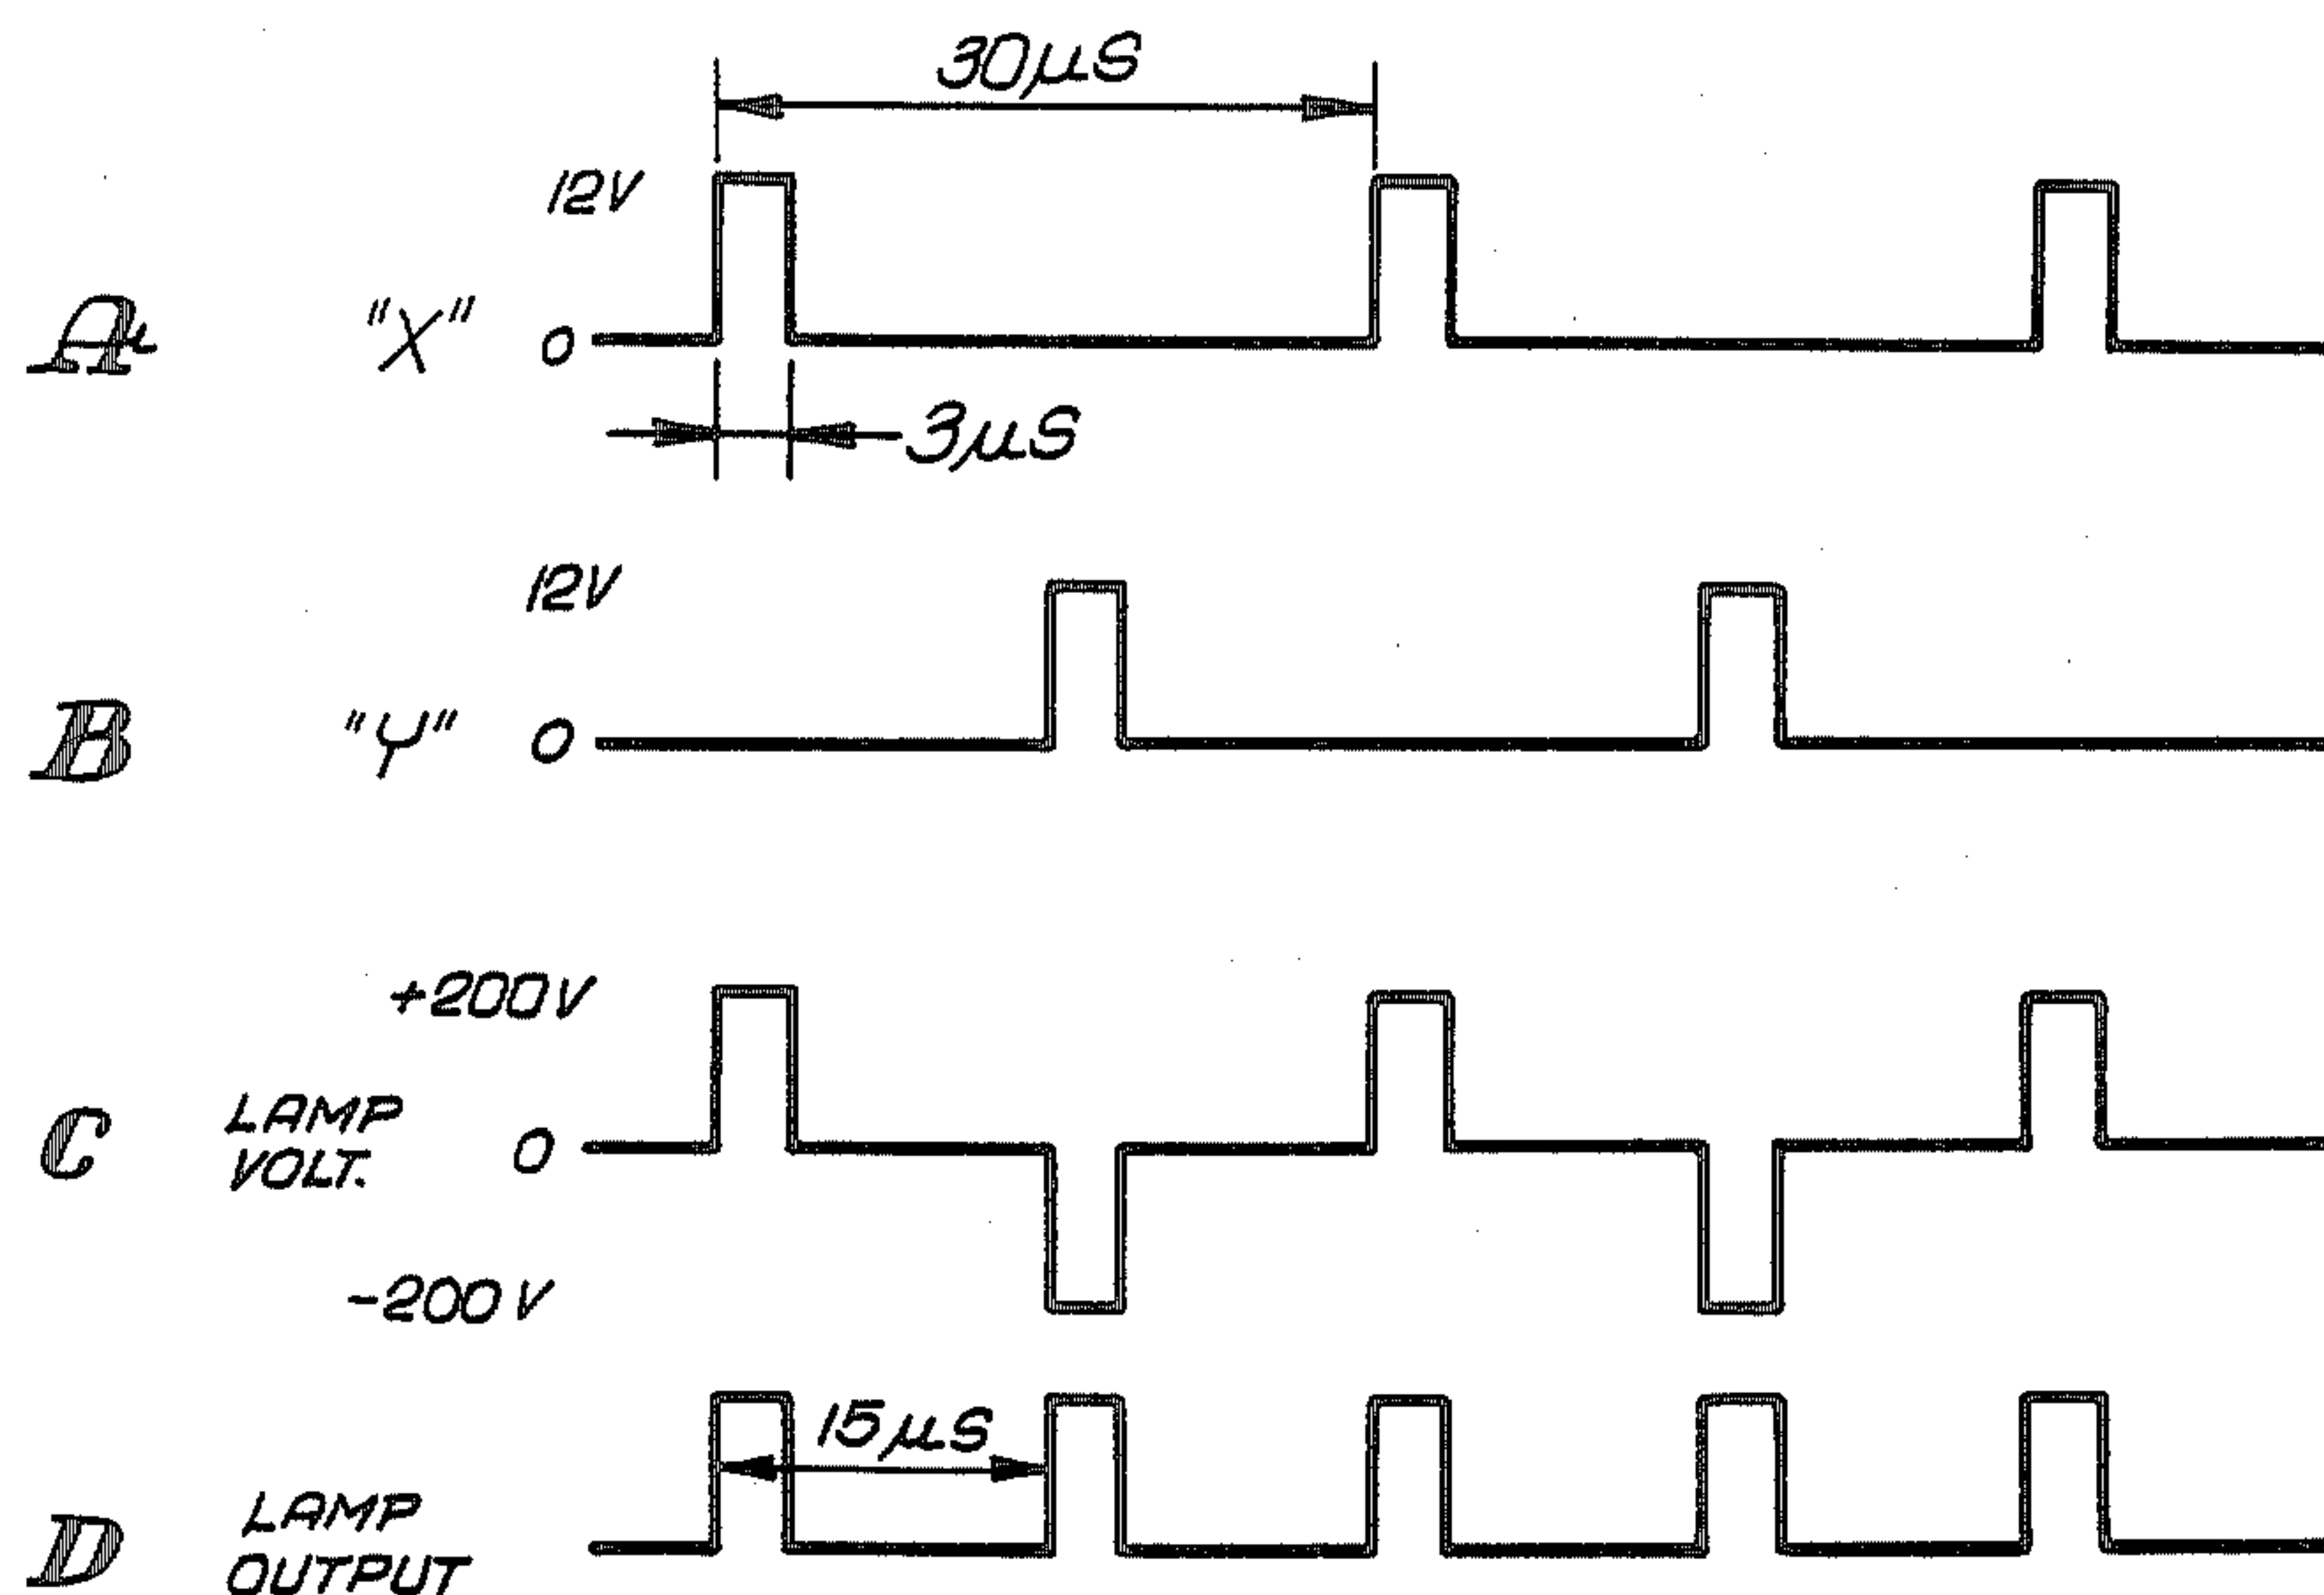 30μS
12V
A "X" 0
3μS
12V
B "Y" 0
+200V
C LAMP VOLT. 0
-200V
15μS
D LAMP OUTPUT